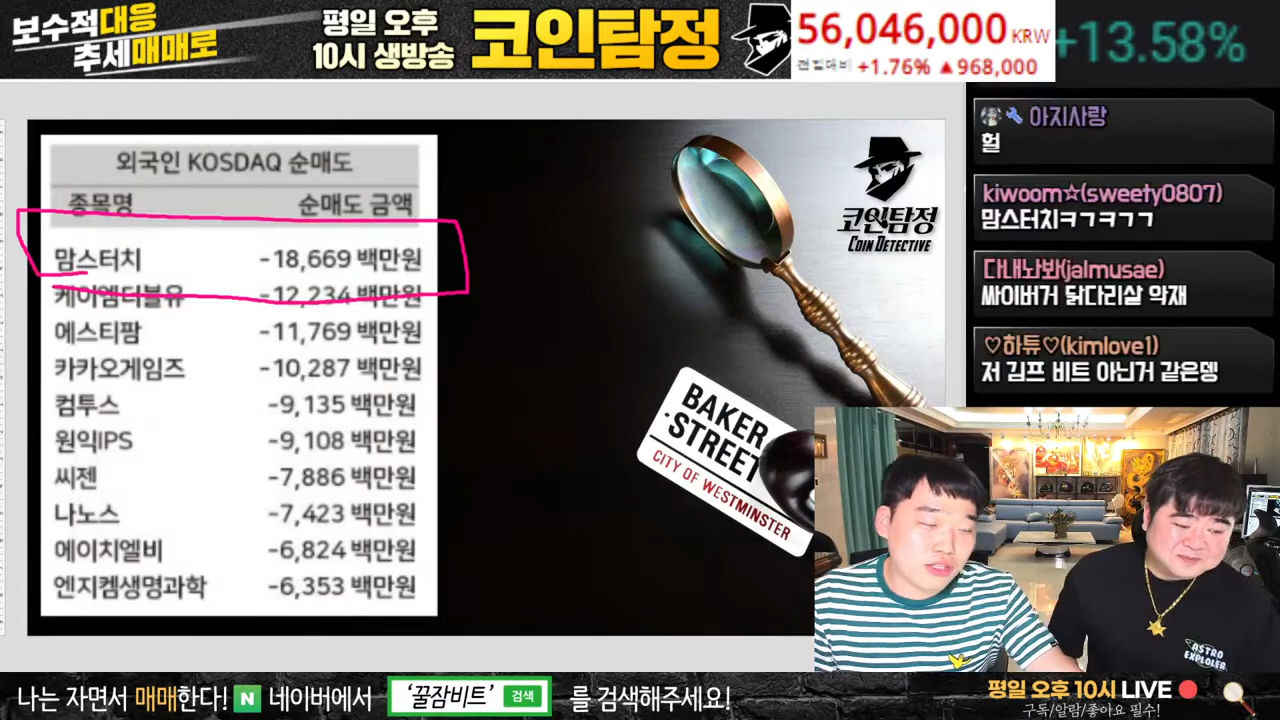 보수적대응
추세매매로
평일 오후
10시 생방송
코인탐정
56,046,000 KRW
전일대비 +1.76% ▲968,000
+13.58%
외국인 KOSDAQ 순매도
종목명 순매도 금액
맘스터치 -18,669 백만원
케이엠더블유 -12,234 백만원
에스티팜 -11,769 백만원
카카오게임즈 -10,287 백만원
컴투스 -9,135 백만원
원익IPS -9,108 백만원
씨젠 -7,886 백만원
나노스 -7,423 백만원
에이치엘비 -6,824 백만원
엔지켐생명과학 -6,353 백만원
코인탐정
COIN DETECTIVE
BAKER
STREET
CITY OF WESTMINSTER
아지사랑
헐
kiwoom☆(sweety0807)
맘스터치ㅋㄱㅋㄱㄱ
다내놔봐(jalmusae)
싸이버거 닭다리살 악재
♡하듀♡(kimlove1)
저 김프 비트 아닌거 같은뎅
ASTRO
EXPLOLER
나는 자면서 매매한다! N 네이버에서 '꿀잠비트' 검색 를 검색해주세요!
평일 오후 10시 LIVE
구독/알람/좋아요 필수!